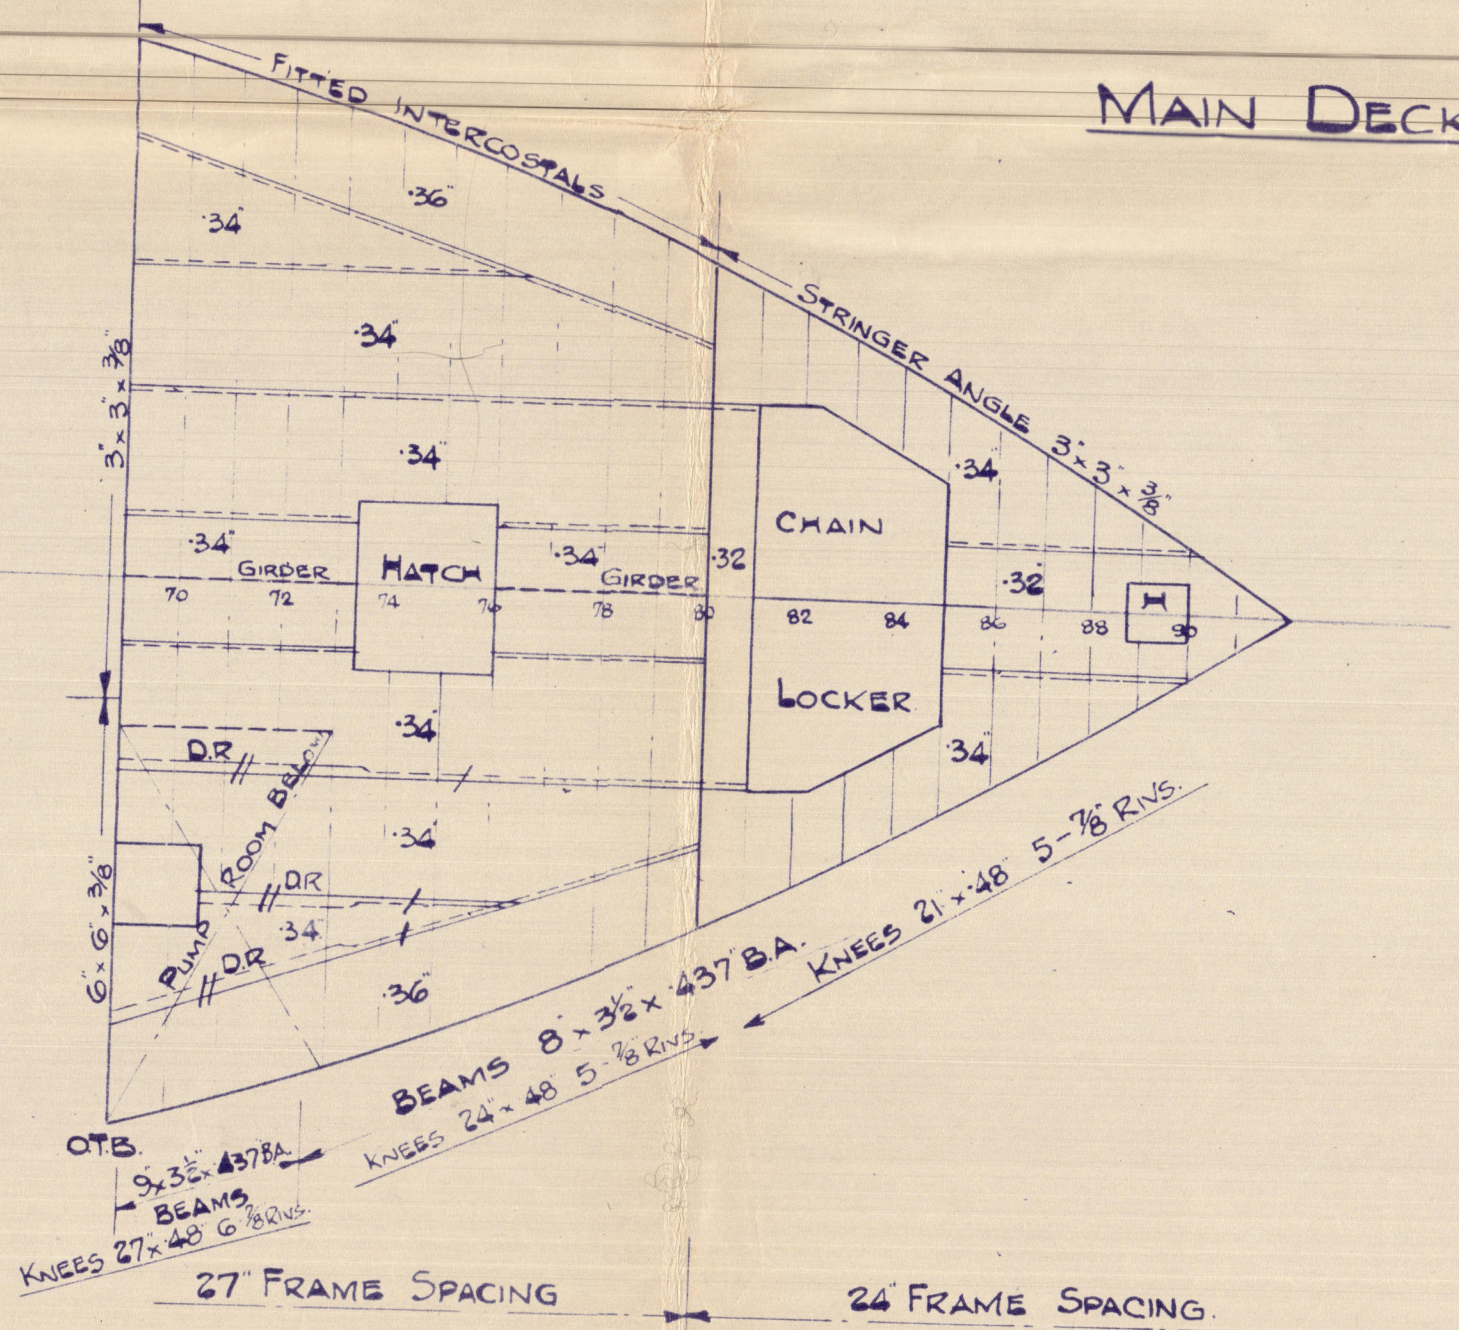 MAIN DECK
FITTED INTERCOSTALS
.36"
.34"
.34"
STRINGER ANGLE 3" × 3" × 3/8"
3" × 3" × 3/8"
.34"
.34"
CHAIN
.34"
GIRDER
HATCH
.34"
GIRDER
.32
.32"
H
70 72 74 76 78 80 82 84 86 88 90
LOCKER
.34"
D.R
.34"
PUMP ROOM BELOW
.34"
D.R
6" × 6" × 3/8"
.34"
D.R
.36"
KNEES 21" × .48" 5-7/8" RIVS.
BEAMS 8" × 3½" × .437" B.A.
KNEES 24" × .48" 5-7/8" RIVS.
O.T.B.
9" × 3½" × .437" B.A.
BEAMS
KNEES 27" × .48" 6 7/8" RIVS.
27" FRAME SPACING
24" FRAME SPACING.